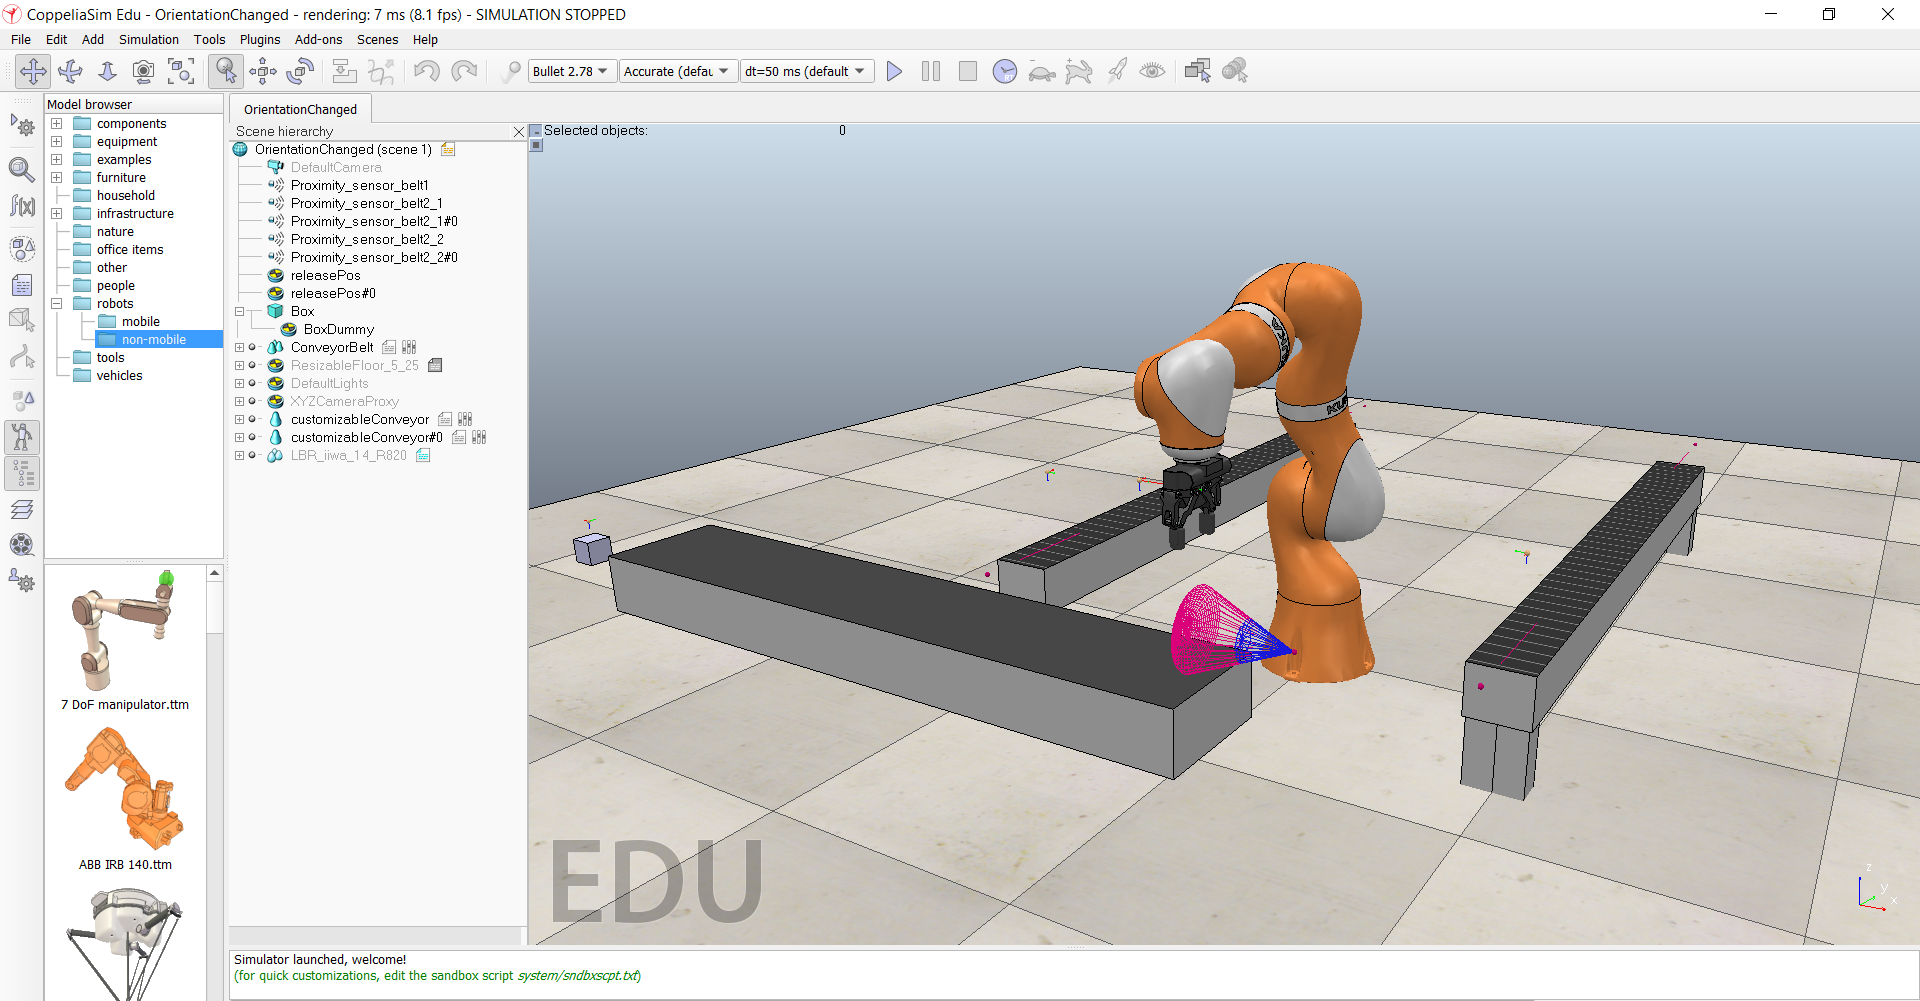 CoppeliaSim Edu - OrientationChanged - rendering: 7 ms (8.1 fps) - SIMULATION STOPPED
File Edit Add Simulation Tools Plugins Add-ons Scenes Help
Bullet 2.78 Accurate (defau dt=50 ms (default
Model browser
components
equipment
examples
furniture
household
infrastructure
nature
office items
other
people
robots
mobile
non-mobile
tools
vehicles
7 DoF manipulator.ttm
ABB IRB 140.ttm
OrientationChanged
Scene hierarchy
OrientationChanged (scene 1)
DefaultCamera
Proximity_sensor_belt1
Proximity_sensor_belt2_1
Proximity_sensor_belt2_1#0
Proximity_sensor_belt2_2
Proximity_sensor_belt2_2#0
releasePos
releasePos#0
Box
BoxDummy
ConveyorBelt
ResizableFloor_5_25
DefaultLights
XYZCameraProxy
customizableConveyor
customizableConveyor#0
LBR_iiwa_14_R820
Selected objects: 0
EDU
z
y
x
Simulator launched, welcome!
(for quick customizations, edit the sandbox script system/sndbxscpt.txt)